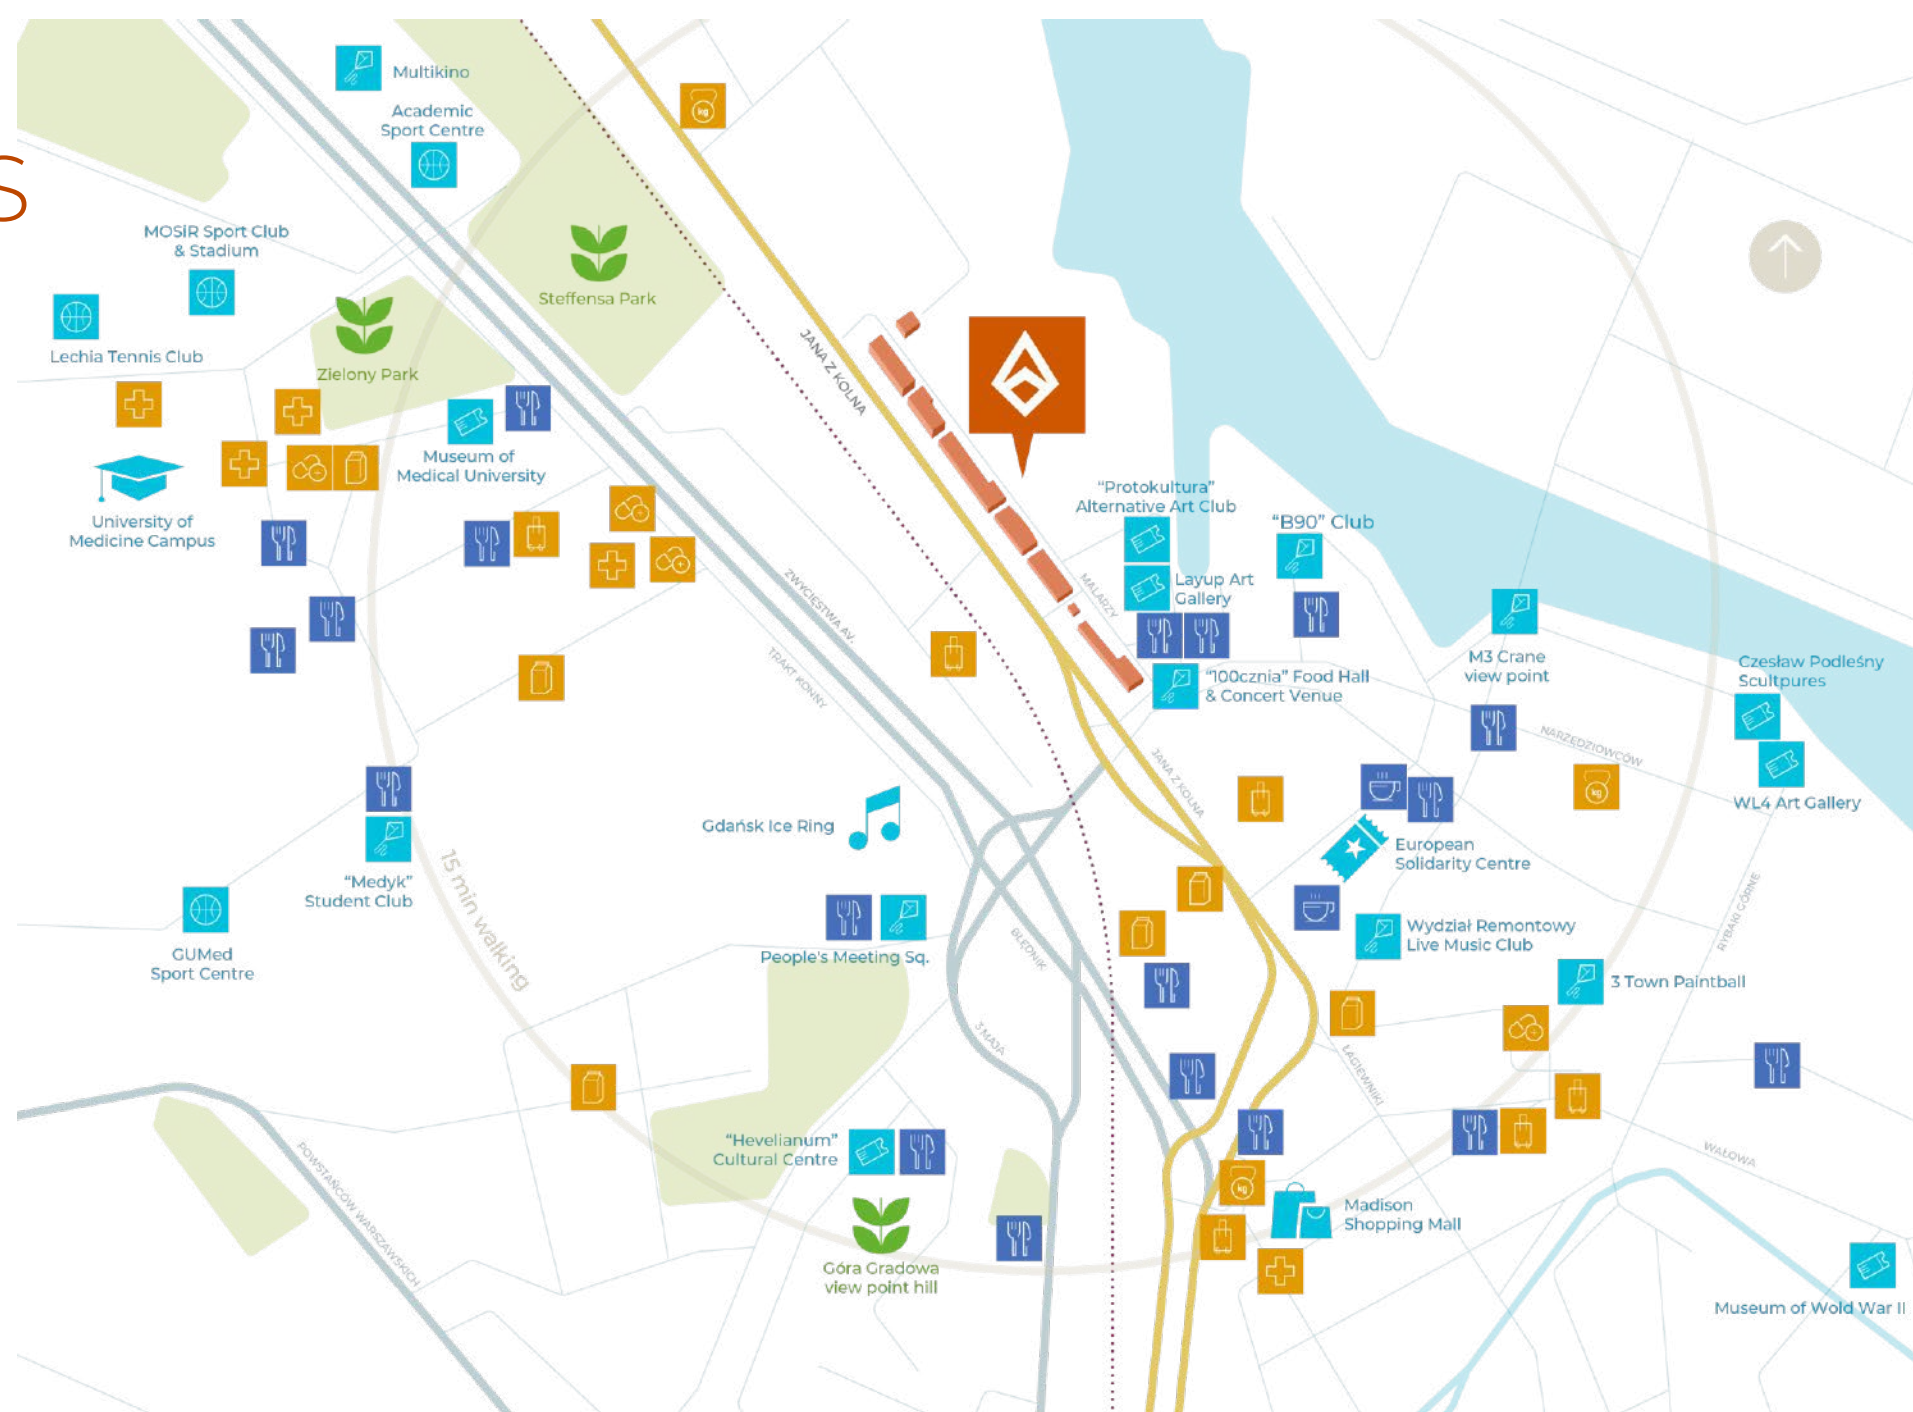 S
Multikino
Academic
Sport Centre
MOSiR Sport Club
& Stadium
Steffensa Park
Lechia Tennis Club
Zielony Park
JANA Z KOLNA
Museum of
Medical University
University of
Medicine Campus
"Protokultura"
Alternative Art Club
"B90" Club
Layup Art
Gallery
MALARZY
ZWYCIĘSTWA AV.
TRAKT KONNY
"100cznia" Food Hall
& Concert Venue
M3 Crane
view point
Czesław Podleśny
Scultpures
NARZĘDZIOWCÓW
JANA Z KOLNA
WL4 Art Gallery
Gdańsk Ice Ring
European
Solidarity Centre
"Medyk"
Student Club
15 min walking
RYBAKI GÓRNE
Wydział Remontowy
Live Music Club
GUMed
Sport Centre
People's Meeting Sq.
BŁĘDNIK
3 Town Paintball
3 MAJA
ŁAGIEWNIKI
kg
kg
kg
"Hevelianum"
Cultural Centre
WAŁOWA
POWSTAŃCÓW WARSZAWSKICH
Madison
Shopping Mall
Góra Gradowa
view point hill
Museum of Wold War II